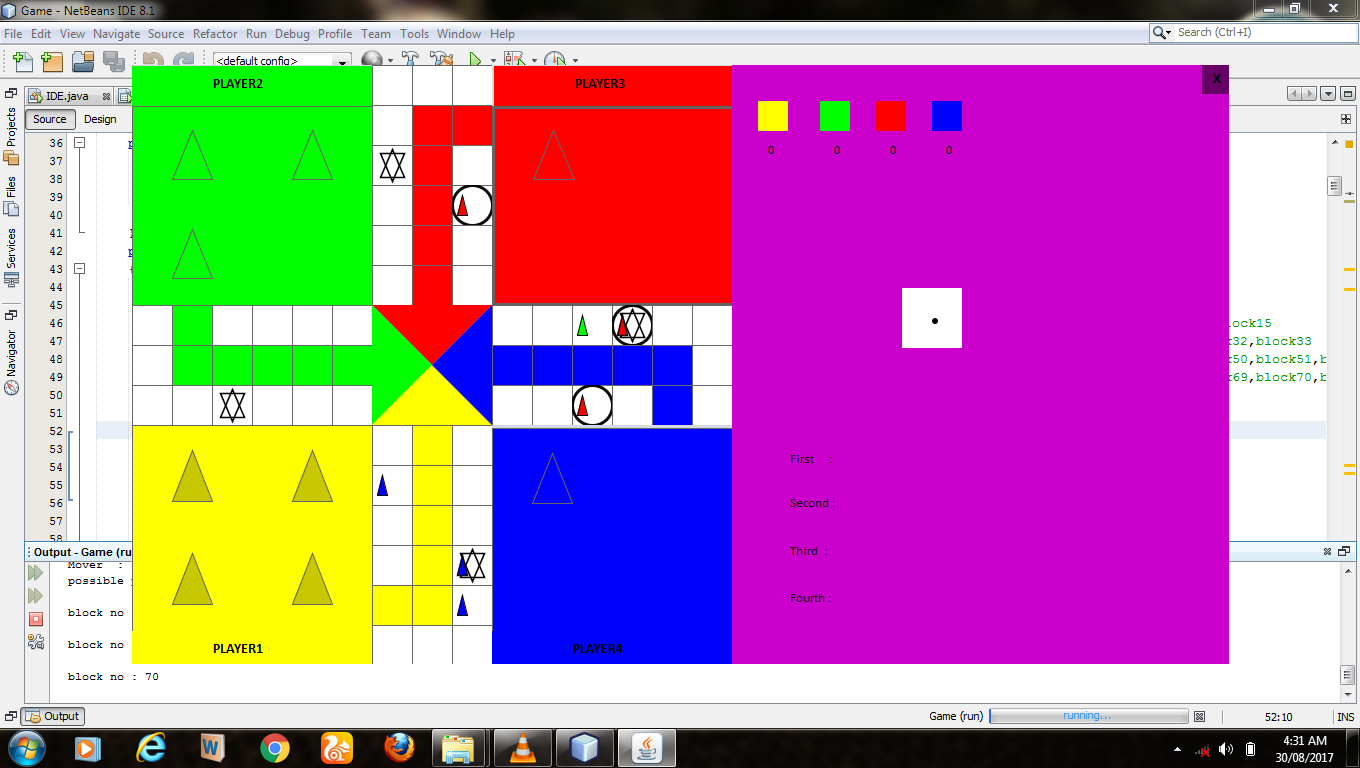 Game - NetBeans IDE 8.1
File Edit View Navigate Source Refactor Run Debug Profile Team Tools Window Help
Search (Ctrl+I)
<default config>
IDE.java
Source Design
Projects
Files
Services
Navigator
PLAYER2
PLAYER3
X
0 0 0 0
36
37
38
39
40
41
42
43
44
45
46 lock15
47 k32,block33
48 k50,block51,b
49 k69,block70,b
50
51
52
53
54
55
56
57
58
First :
Second :
Third :
Fourth :
PLAYER1
PLAYER4
Output - Game (ru
Mover :
possible
block no
block no
block no : 70
Output
Game (run)
running...
52:10
INS
4:31 AM
30/08/2017